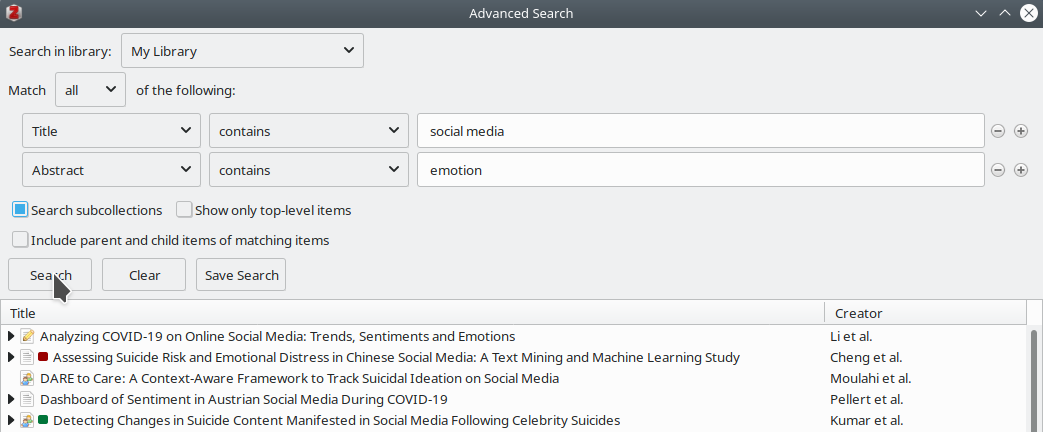 Advanced Search
Search in library: My Library
Match all of the following:
Title contains social media
Abstract contains emotion
Search subcollections Show only top-level items
Include parent and child items of matching items
Search Clear Save Search
Title Creator
Analyzing COVID-19 on Online Social Media: Trends, Sentiments and Emotions Li et al.
Assessing Suicide Risk and Emotional Distress in Chinese Social Media: A Text Mining and Machine Learning Study Cheng et al.
DARE to Care: A Context-Aware Framework to Track Suicidal Ideation on Social Media Moulahi et al.
Dashboard of Sentiment in Austrian Social Media During COVID-19 Pellert et al.
Detecting Changes in Suicide Content Manifested in Social Media Following Celebrity Suicides Kumar et al.